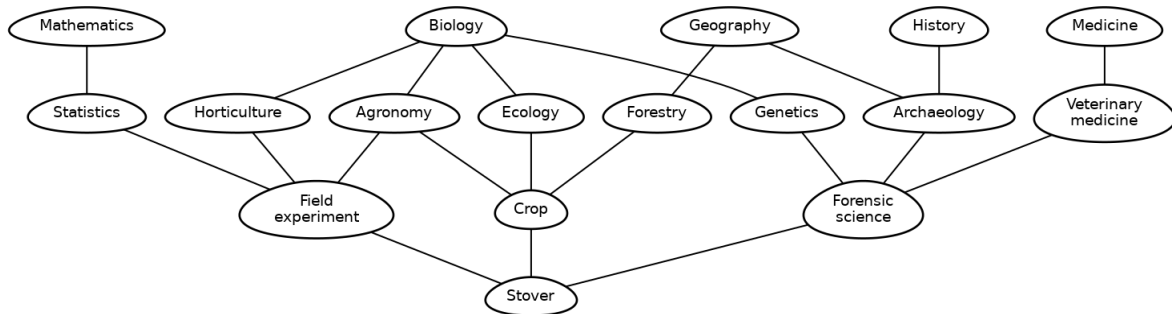 Mathematics
Biology
Geography
History
Medicine
Statistics
Horticulture
Agronomy
Ecology
Forestry
Genetics
Archaeology
Veterinary
medicine
Field
experiment
Crop
Forensic
science
Stover